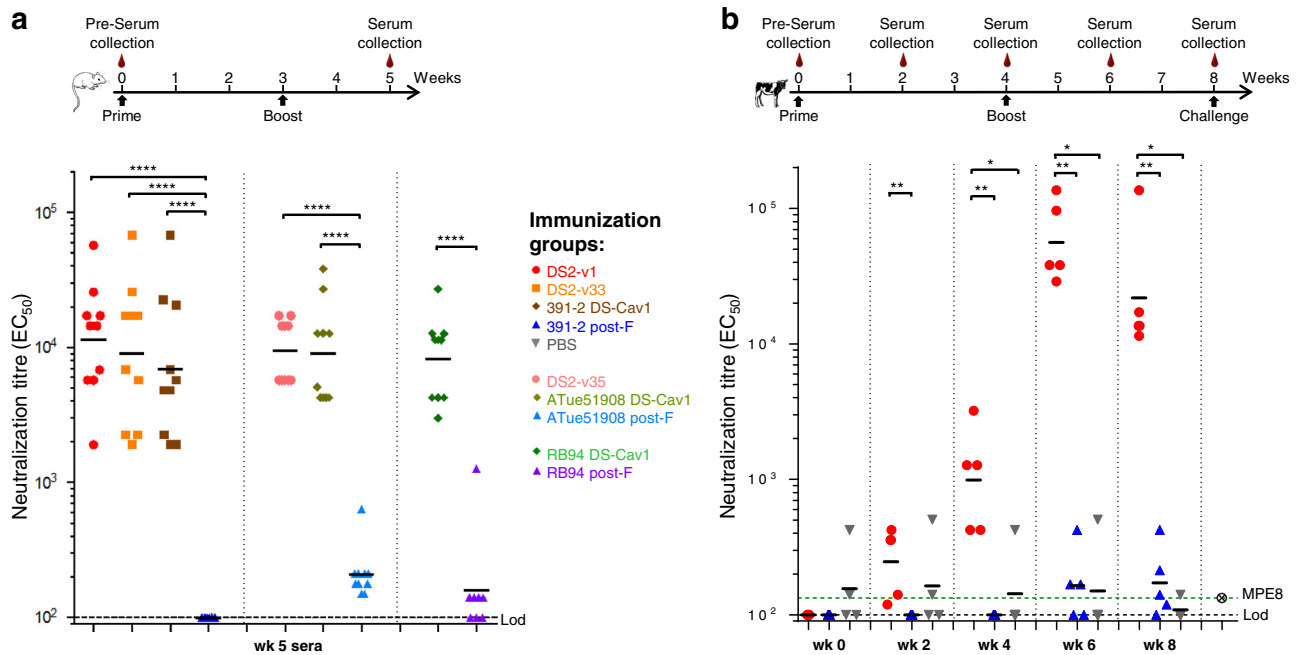 a
Pre-Serum collection
Serum collection
0 1 2 3 4 5 Weeks
Prime
Boost
Neutralization titre (EC50)
10^5
10^4
10^3
10^2
****
****
****
****
****
****
Lod
wk 5 sera
Immunization groups:
DS2-v1
DS2-v33
391-2 DS-Cav1
391-2 post-F
PBS
DS2-v35
ATue51908 DS-Cav1
ATue51908 post-F
RB94 DS-Cav1
RB94 post-F
b
Pre-Serum collection
Serum collection
Serum collection
Serum collection
Serum collection
0 1 2 3 4 5 6 7 8 Weeks
Prime
Boost
Challenge
Neutralization titre (EC50)
10^5
10^4
10^3
10^2
**
*
**
*
**
*
**
MPE8
Lod
wk 0
wk 2
wk 4
wk 6
wk 8